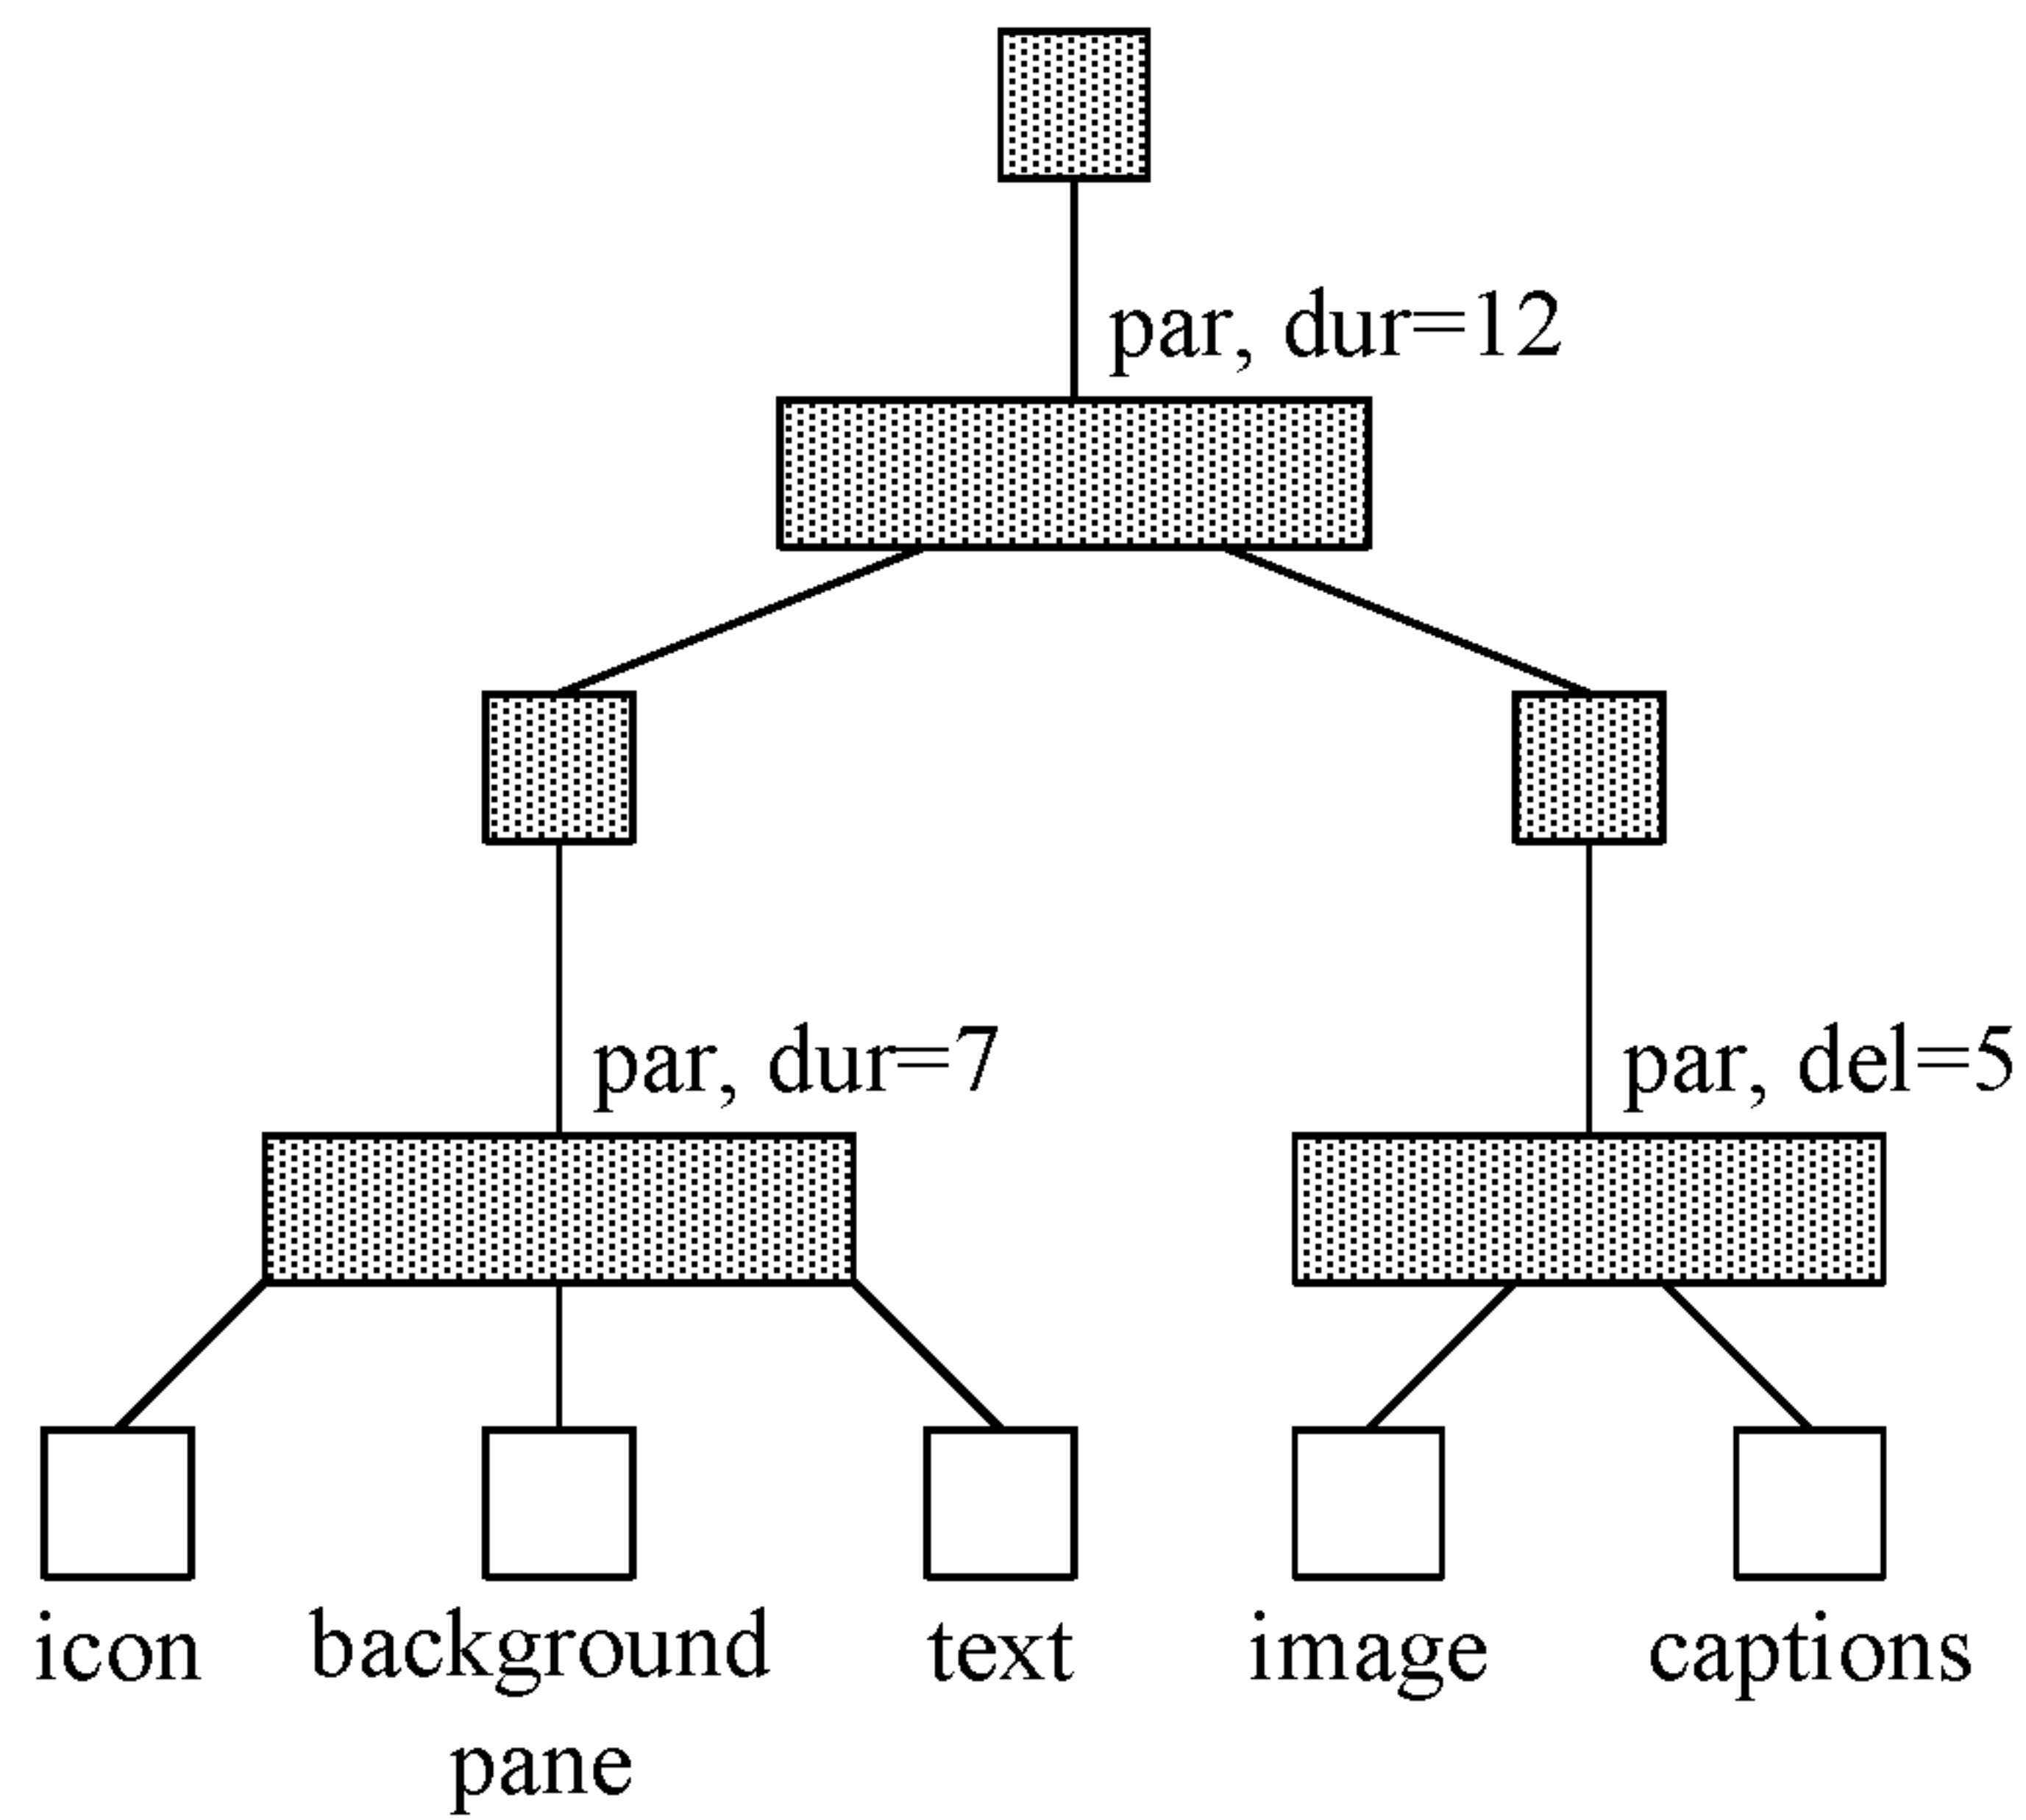 par, dur=12
par, dur=7
par, del=5
icon
background
pane
text
image
captions